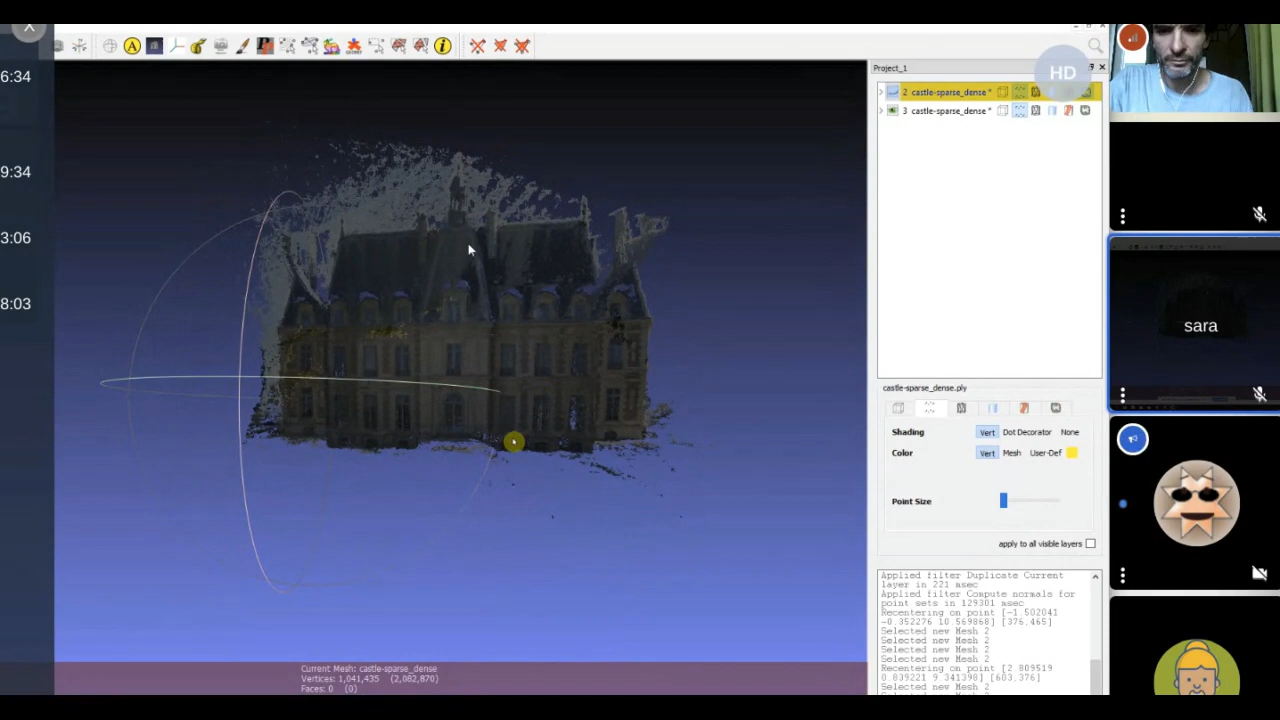 X
6:34
9:34
3:06
8:03
A
P
i
Project_1
HD
2 castle-sparse_dense *
3 castle-sparse_dense *
castle-sparse_dense.ply
Shading Vert Dot Decorator None
Color Vert Mesh User-Def
Point Size
apply to all visible layers
Applied filter Duplicate Current
layer in 221 msec
Applied filter Compute normals for
point sets in 129301 msec
Recentering on point [-1.502041
-0.352276 10.569868] [376,465]
Selected new Mesh 2
Selected new Mesh 2
Selected new Mesh 2
Selected new Mesh 2
Recentering on point [2.809519
0.839221 9.341398] [603,376]
Selected new Mesh 2
Current Mesh: castle-sparse_dense
Vertices: 1,041,435 (2,082,870)
Faces: 0 (0)
sara